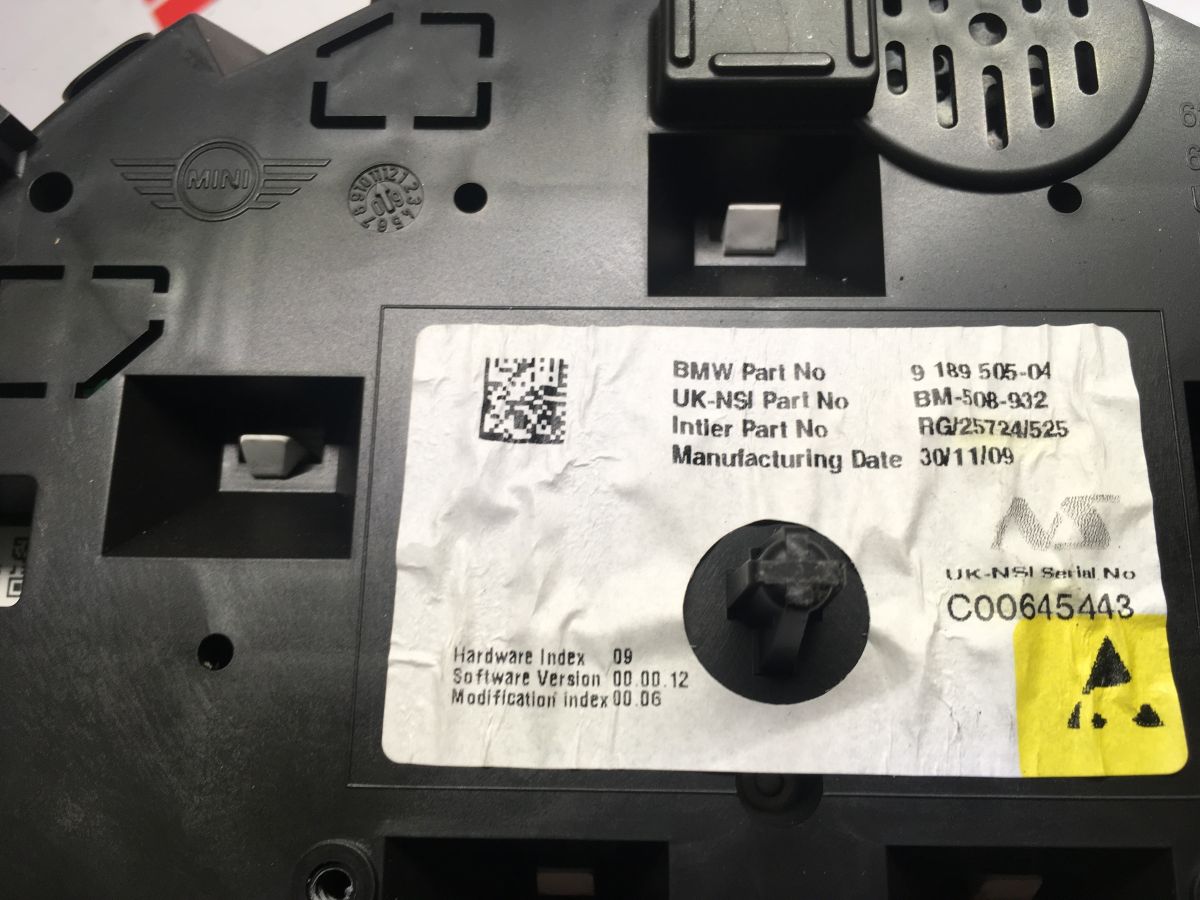 MINI
BMW Part No 9 189 505-04
UK-NSI Part No BM-508-932
Intier Part No RG/25724/525
Manufacturing Date 30/11/09
NS
UK-NSI Serial No
C00645443
Hardware Index 09
Software Version 00.00.12
Modification index 00.06